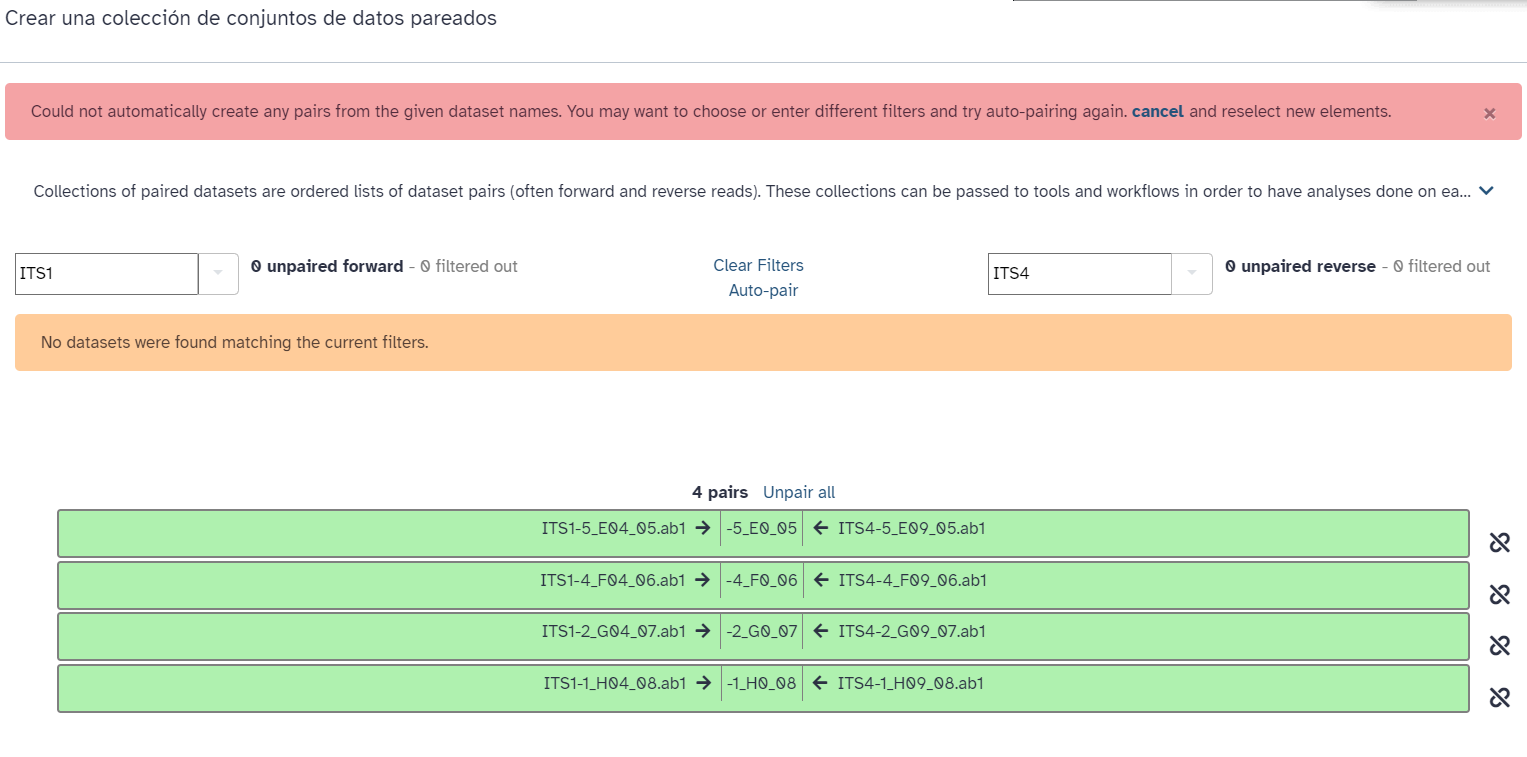 Crear una colección de conjuntos de datos pareados
Could not automatically create any pairs from the given dataset names. You may want to choose or enter different filters and try auto-pairing again. cancel and reselect new elements. ×
Collections of paired datasets are ordered lists of dataset pairs (often forward and reverse reads). These collections can be passed to tools and workflows in order to have analyses done on ea...
ITS1 0 unpaired forward - 0 filtered out Clear Filters ITS4 0 unpaired reverse - 0 filtered out
Auto-pair
No datasets were found matching the current filters.
4 pairs Unpair all
ITS1-5_E04_05.ab1 → -5_E0_05 ← ITS4-5_E09_05.ab1
ITS1-4_F04_06.ab1 → -4_F0_06 ← ITS4-4_F09_06.ab1
ITS1-2_G04_07.ab1 → -2_G0_07 ← ITS4-2_G09_07.ab1
ITS1-1_H04_08.ab1 → -1_H0_08 ← ITS4-1_H09_08.ab1